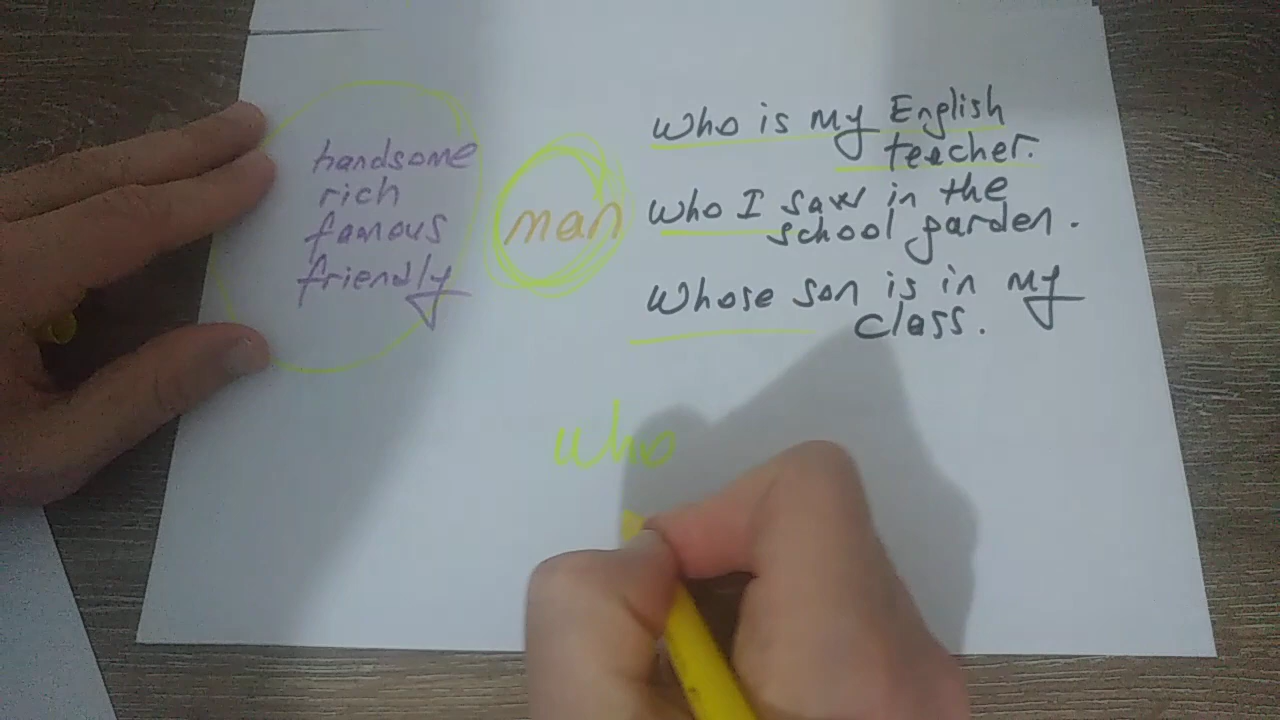 handsome
rich
famous
friendly
man
Who is my English
teacher.
Who I saw in the
school garden.
Whose son is in my
class.
who